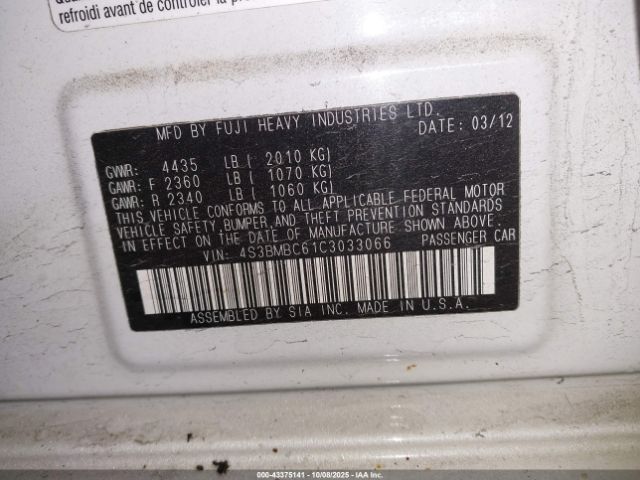 refroidi avant de contrôler la
MFD BY FUJI HEAVY INDUSTRIES LTD.
DATE: 03/12
GVWR: 4435 LB ( 2010 KG)
GAWR: F 2360 LB ( 1070 KG)
GAWR: R 2340 LB ( 1060 KG)
THIS VEHICLE CONFORMS TO ALL APPLICABLE FEDERAL MOTOR
VEHICLE SAFETY, BUMPER, AND THEFT PREVENTION STANDARDS
IN EFFECT ON THE DATE OF MANUFACTURE SHOWN ABOVE.
VIN: 4S3BMBC61C3033066 PASSENGER CAR
ASSEMBLED BY SIA INC. MADE IN U.S.A.
000-43375141 - 10/08/2025 - © IAA Inc.